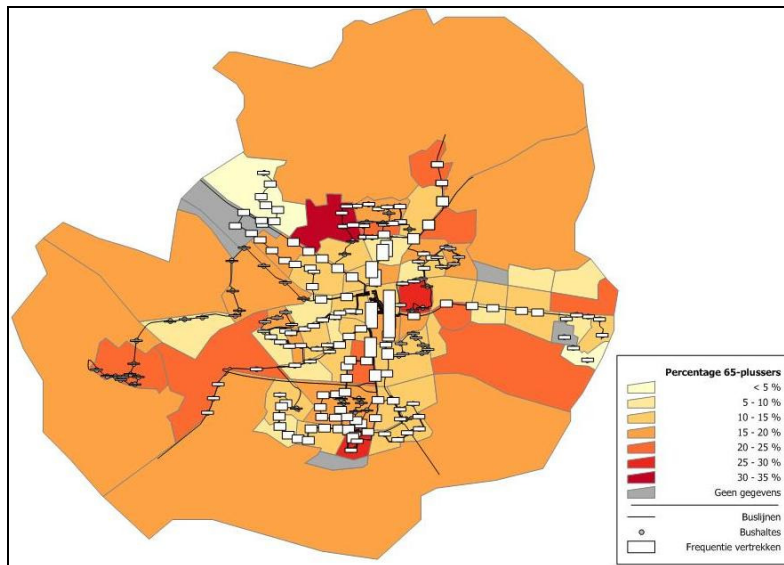 Percentage 65-plussers
< 5 %
5 - 10 %
10 - 15 %
15 - 20 %
20 - 25 %
25 - 30 %
30 - 35 %
Geen gegevens
Buslijnen
Bushaltes
Frequentie vertrekken